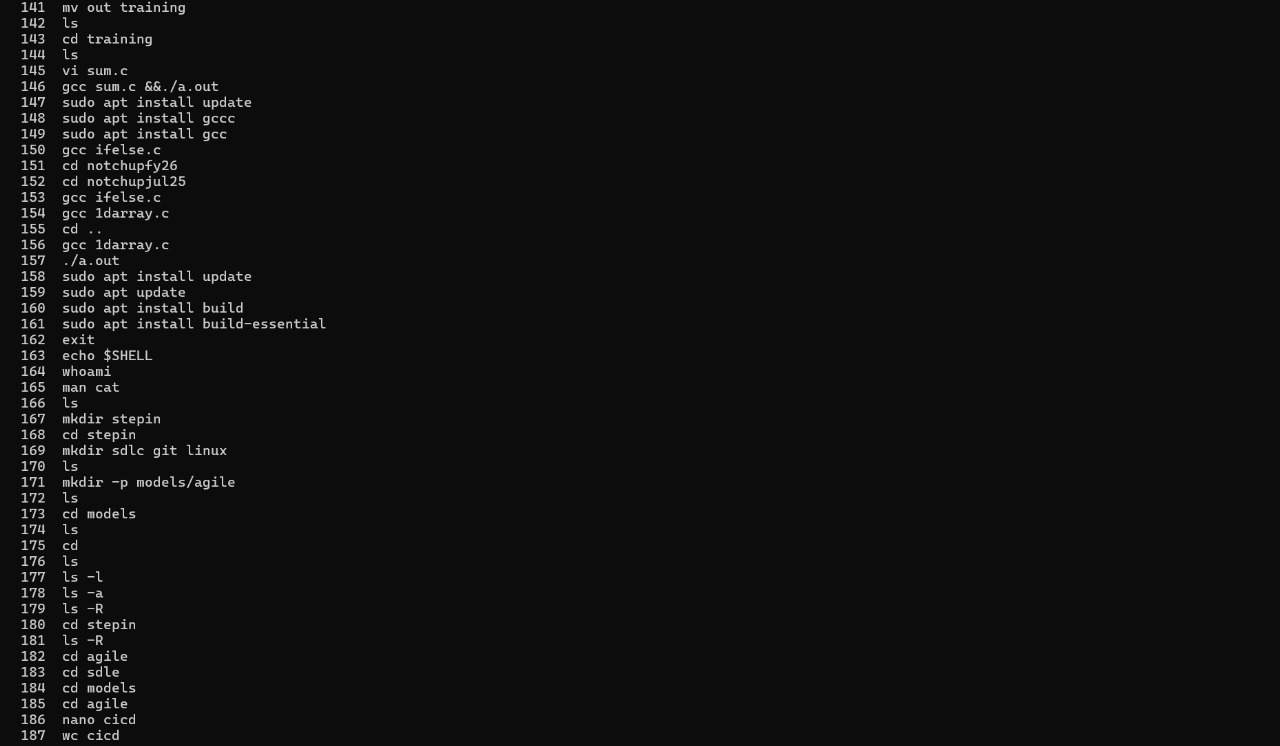 141 mv out training
142 ls
143 cd training
144 ls
145 vi sum.c
146 gcc sum.c &&./a.out
147 sudo apt install update
148 sudo apt install gccc
149 sudo apt install gcc
150 gcc ifelse.c
151 cd notchupfy26
152 cd notchupjul25
153 gcc ifelse.c
154 gcc 1darray.c
155 cd ..
156 gcc 1darray.c
157 ./a.out
158 sudo apt install update
159 sudo apt update
160 sudo apt install build
161 sudo apt install build-essential
162 exit
163 echo $SHELL
164 whoami
165 man cat
166 ls
167 mkdir stepin
168 cd stepin
169 mkdir sdlc git linux
170 ls
171 mkdir -p models/agile
172 ls
173 cd models
174 ls
175 cd
176 ls
177 ls -l
178 ls -a
179 ls -R
180 cd stepin
181 ls -R
182 cd agile
183 cd sdle
184 cd models
185 cd agile
186 nano cicd
187 wc cicd